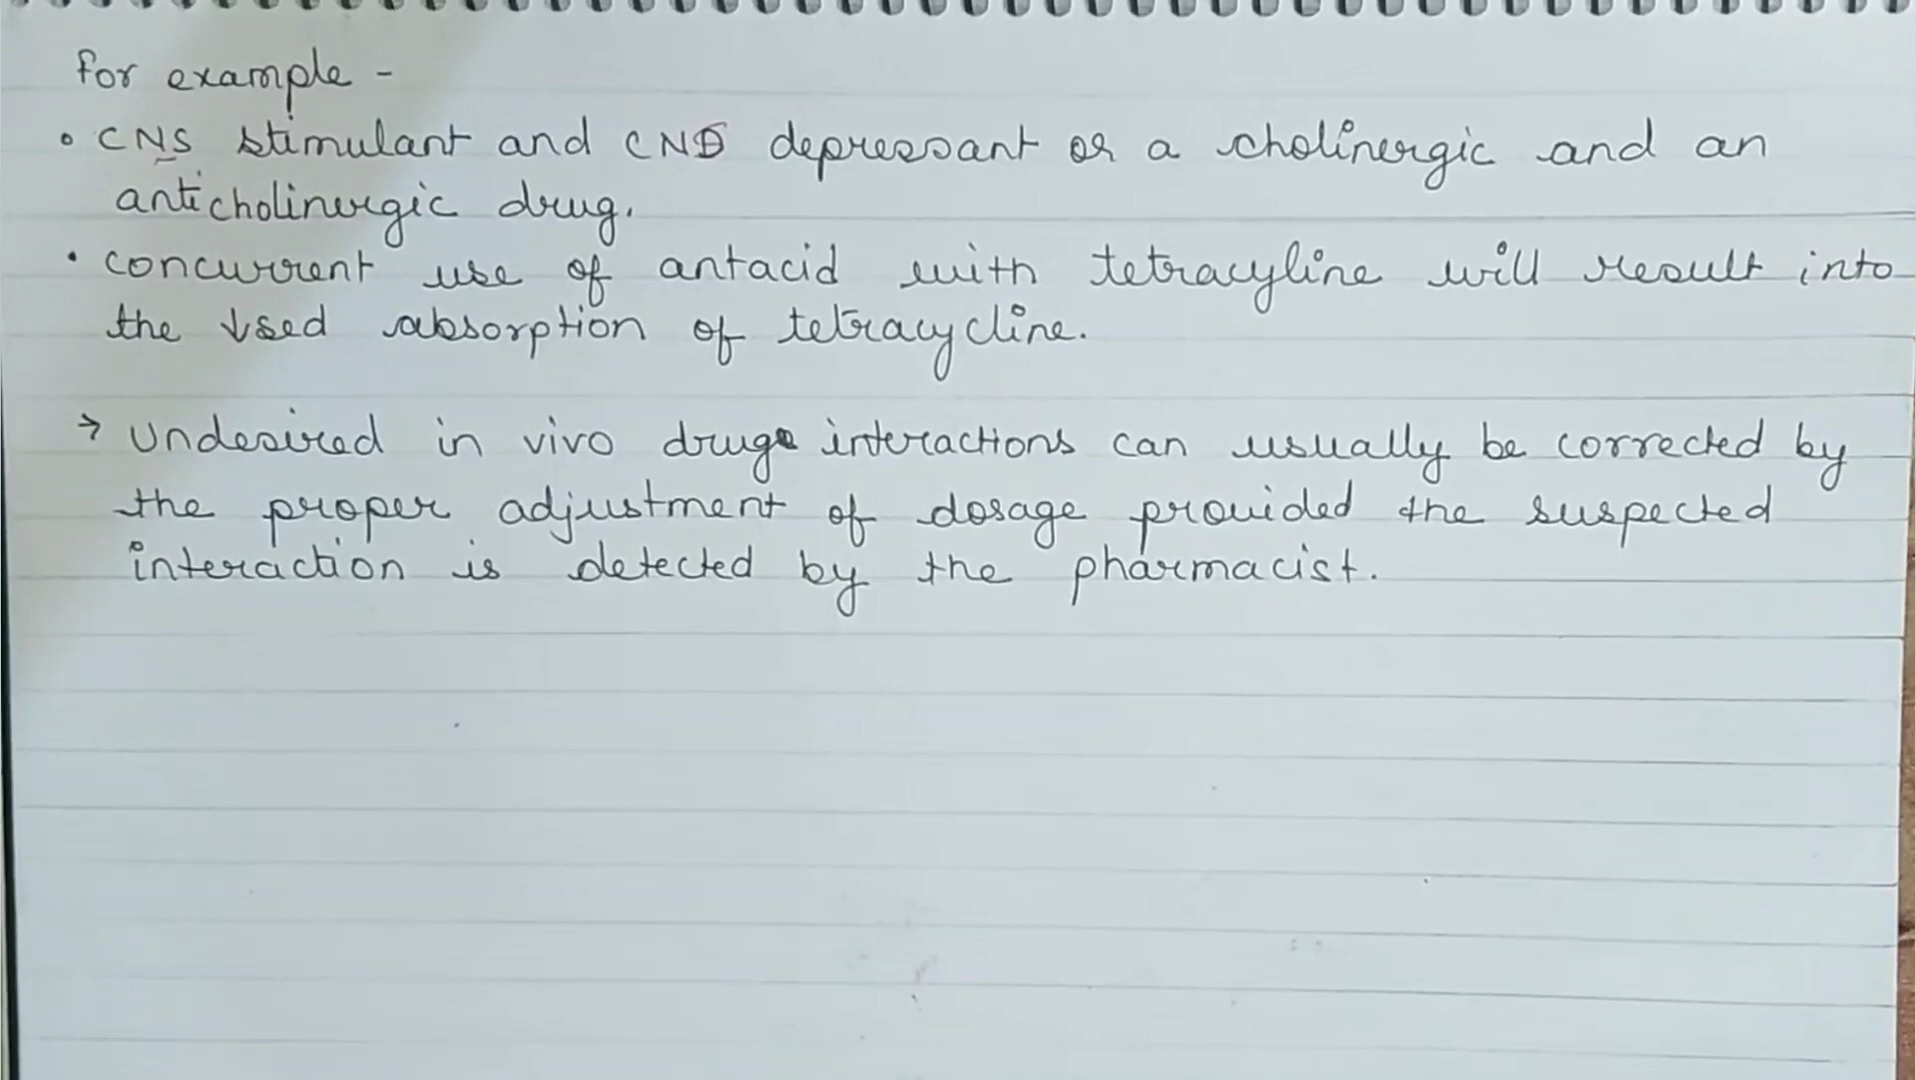 for example -
• CNS stimulant and CNS depressant or a cholinergic and an
anticholinergic drug.
• concurrent use of antacid with tetracyline will result into
the ↓sed absorption of tetracycline.
→ Undesired in vivo drug interactions can usually be corrected by
the proper adjustment of dosage provided the suspected
interaction is detected by the pharmacist.